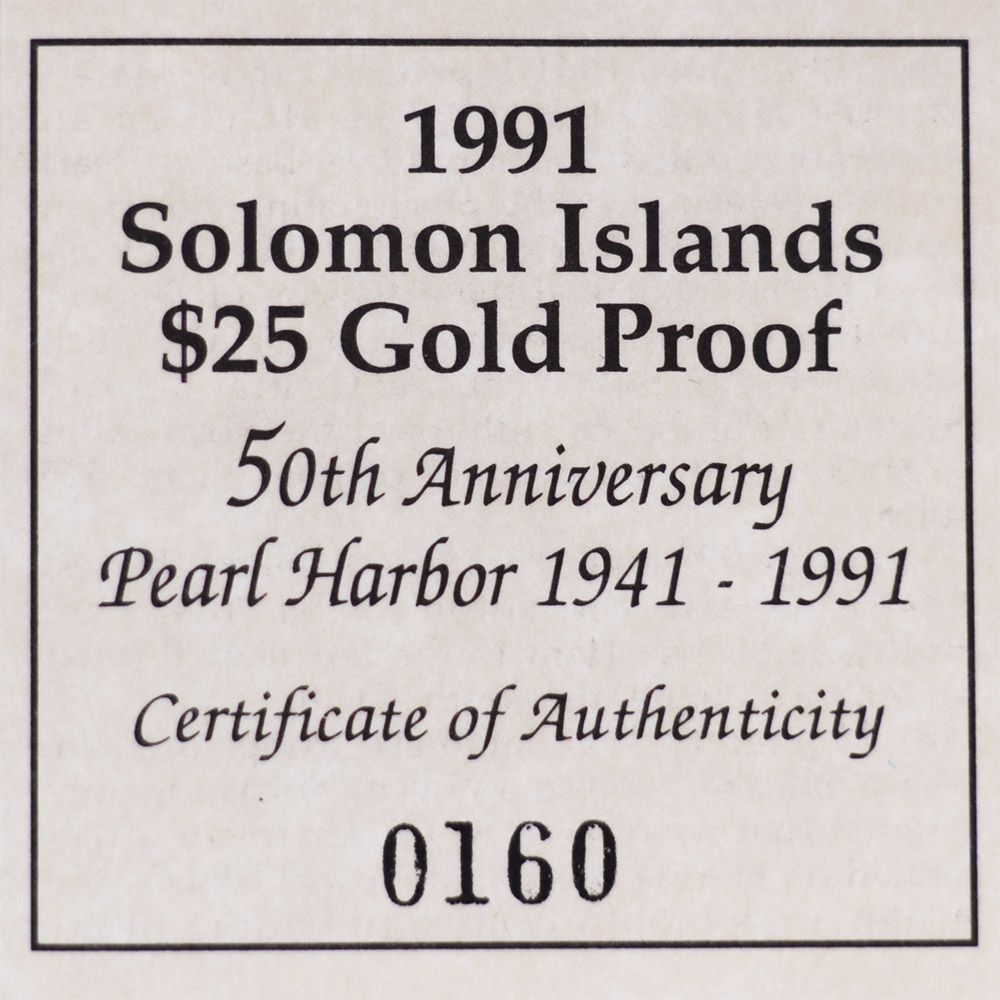 1991
Solomon Islands
$25 Gold Proof
50th Anniversary
Pearl Harbor 1941 - 1991
Certificate of Authenticity
0160